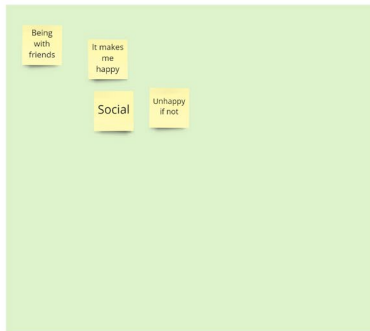 Being
with
friends
It makes
me
happy
Social
Unhappy
if not